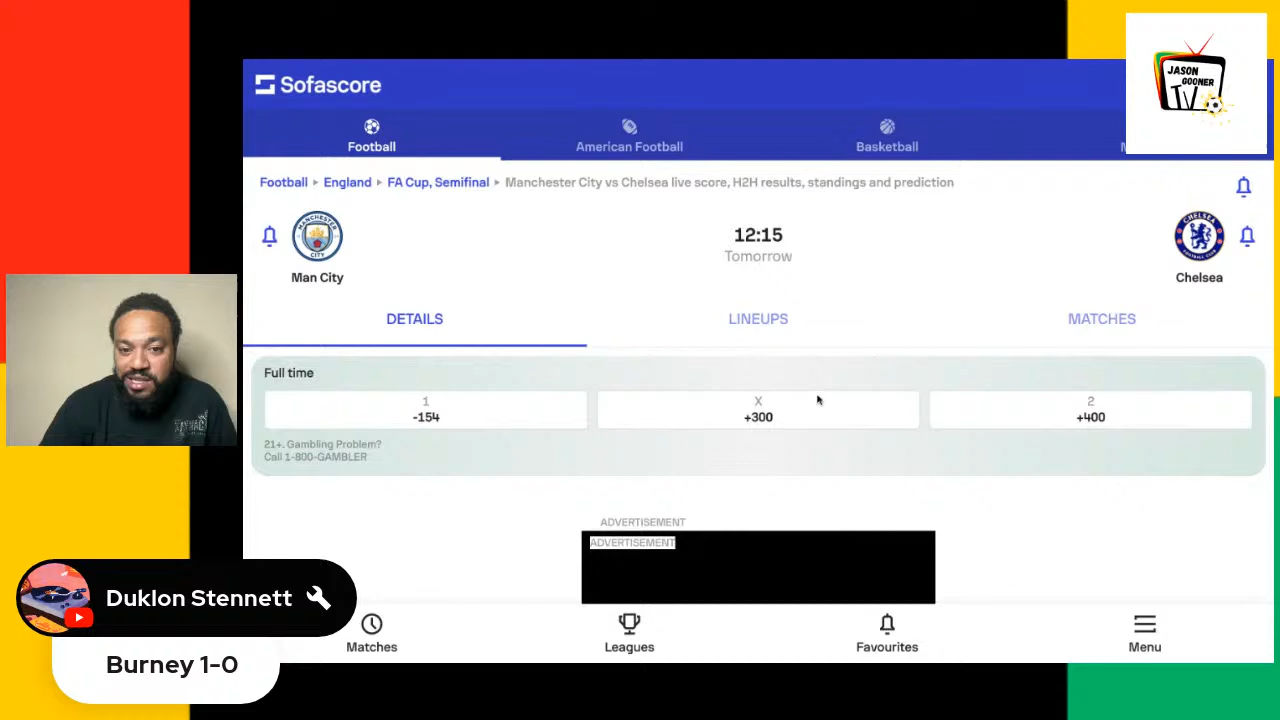 JASON
GOONER
TV
Sofascore
Football
American Football
Basketball
M
Football ▸ England ▸ FA Cup, Semifinal ▸ Manchester City vs Chelsea live score, H2H results, standings and prediction
MANCHESTER
CITY
CHELSEA
12:15
Tomorrow
Man City
Chelsea
DETAILS
LINEUPS
MATCHES
Full time
1
-154
X
+300
2
+400
21+. Gambling Problem?
Call 1-800-GAMBLER
ADVERTISEMENT
ADVERTISEMENT
Duklon Stennett
Burney 1-0
Matches
Leagues
Favourites
Menu